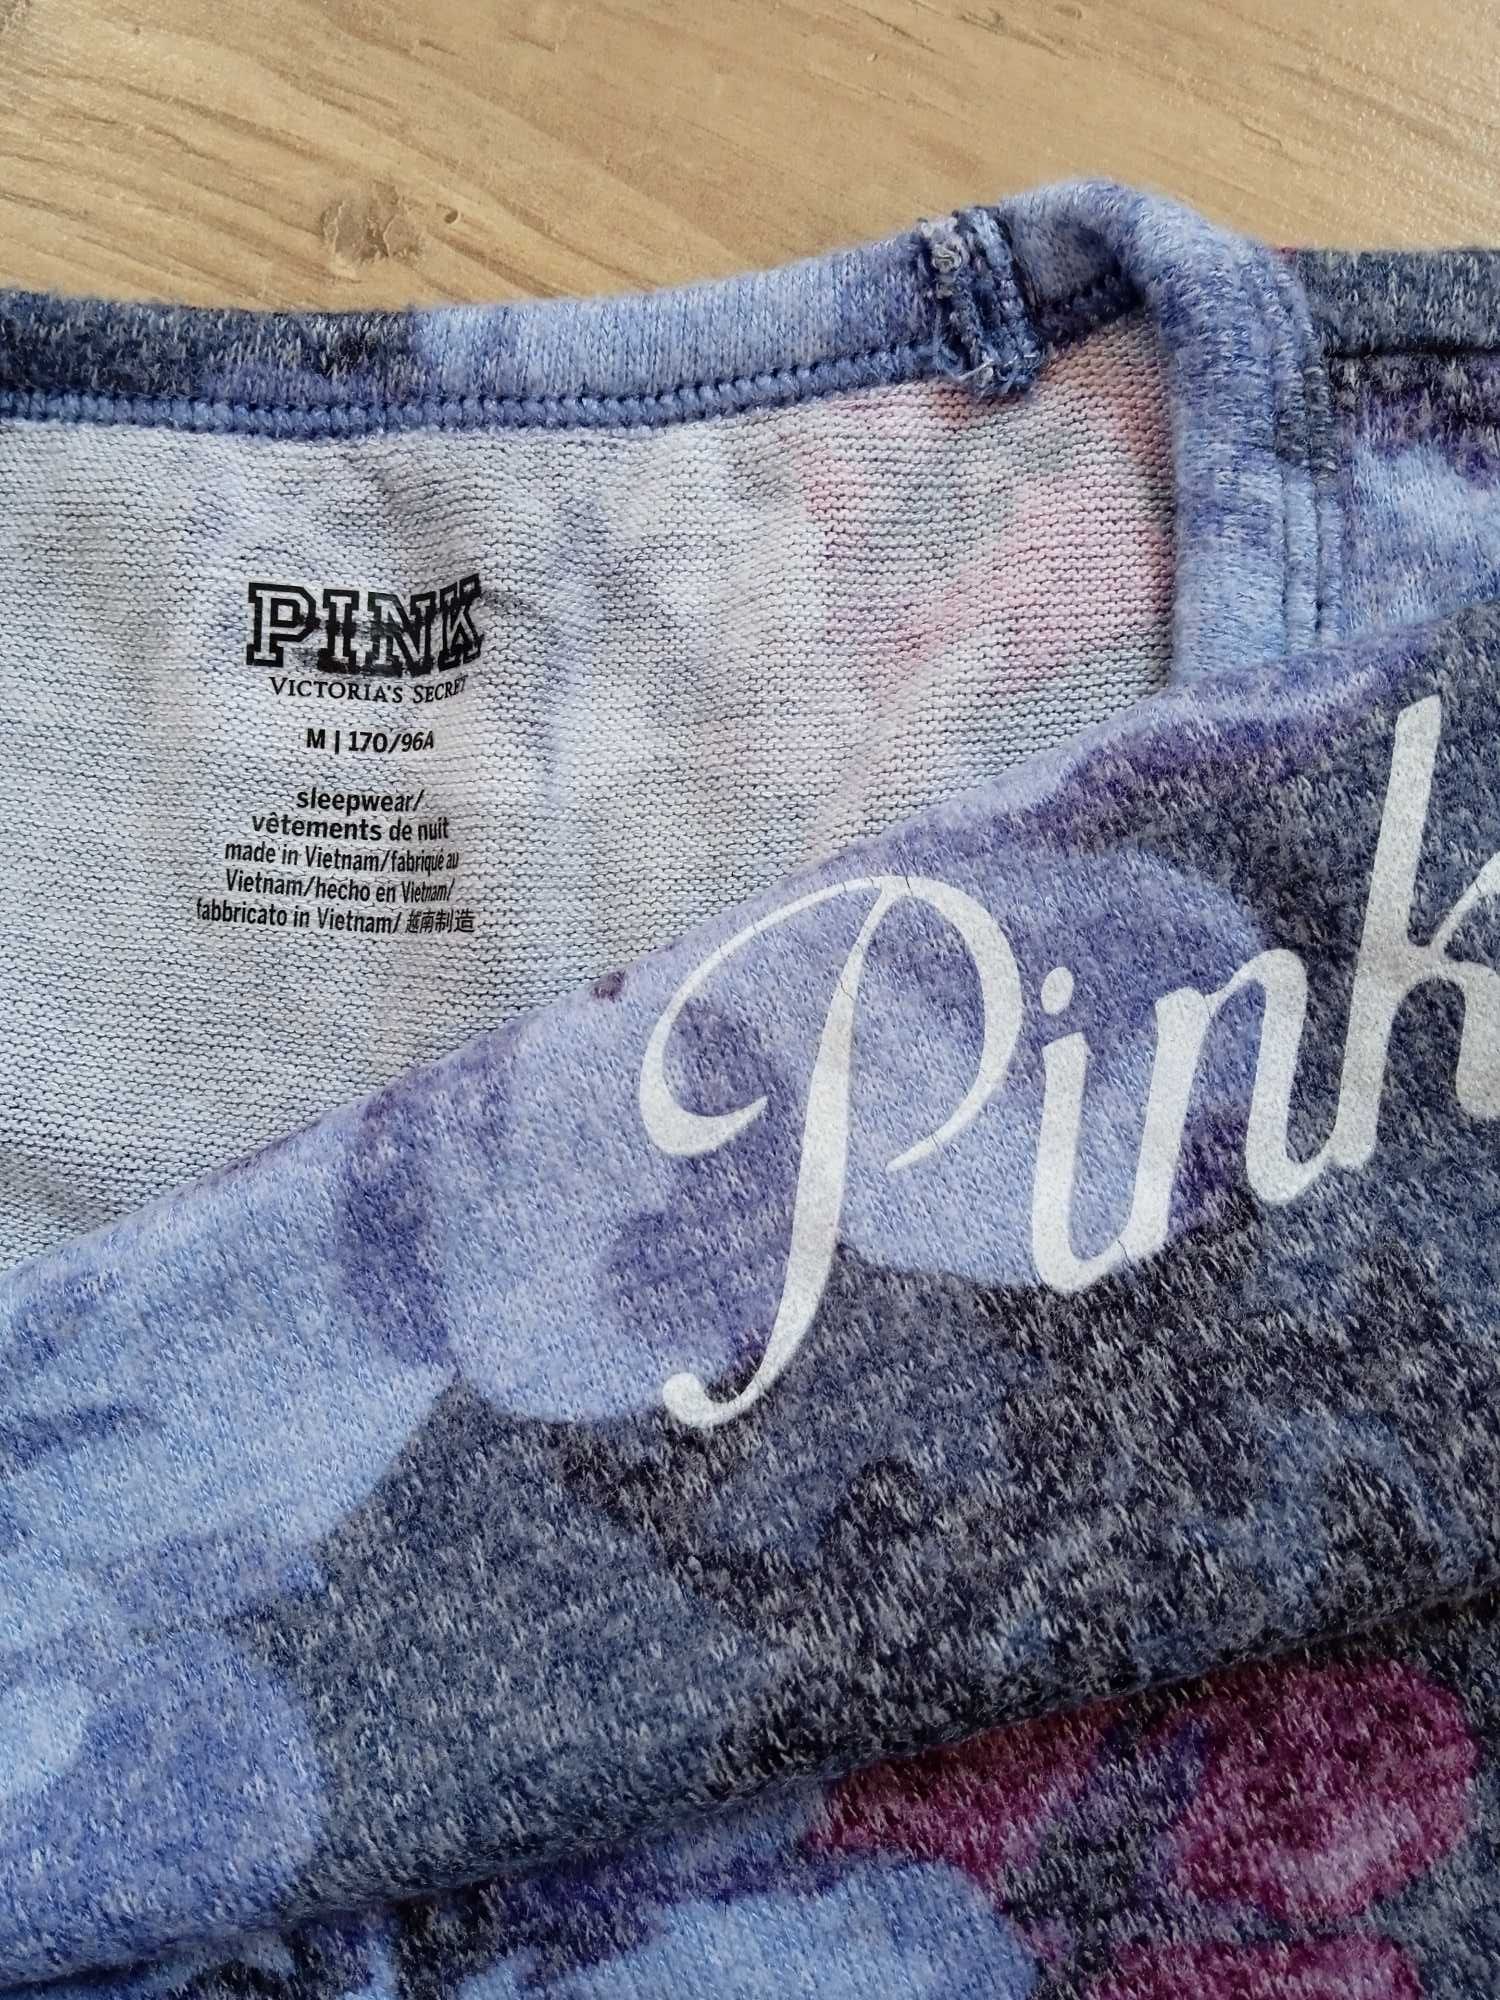 PINK
VICTORIA'S SECRET
M | 170/96A
sleepwear/
vêtements de nuit
made in Vietnam/fabriqué au
Vietnam/hecho en Vietnam/
fabbricato in Vietnam/ 越南制造
Pink